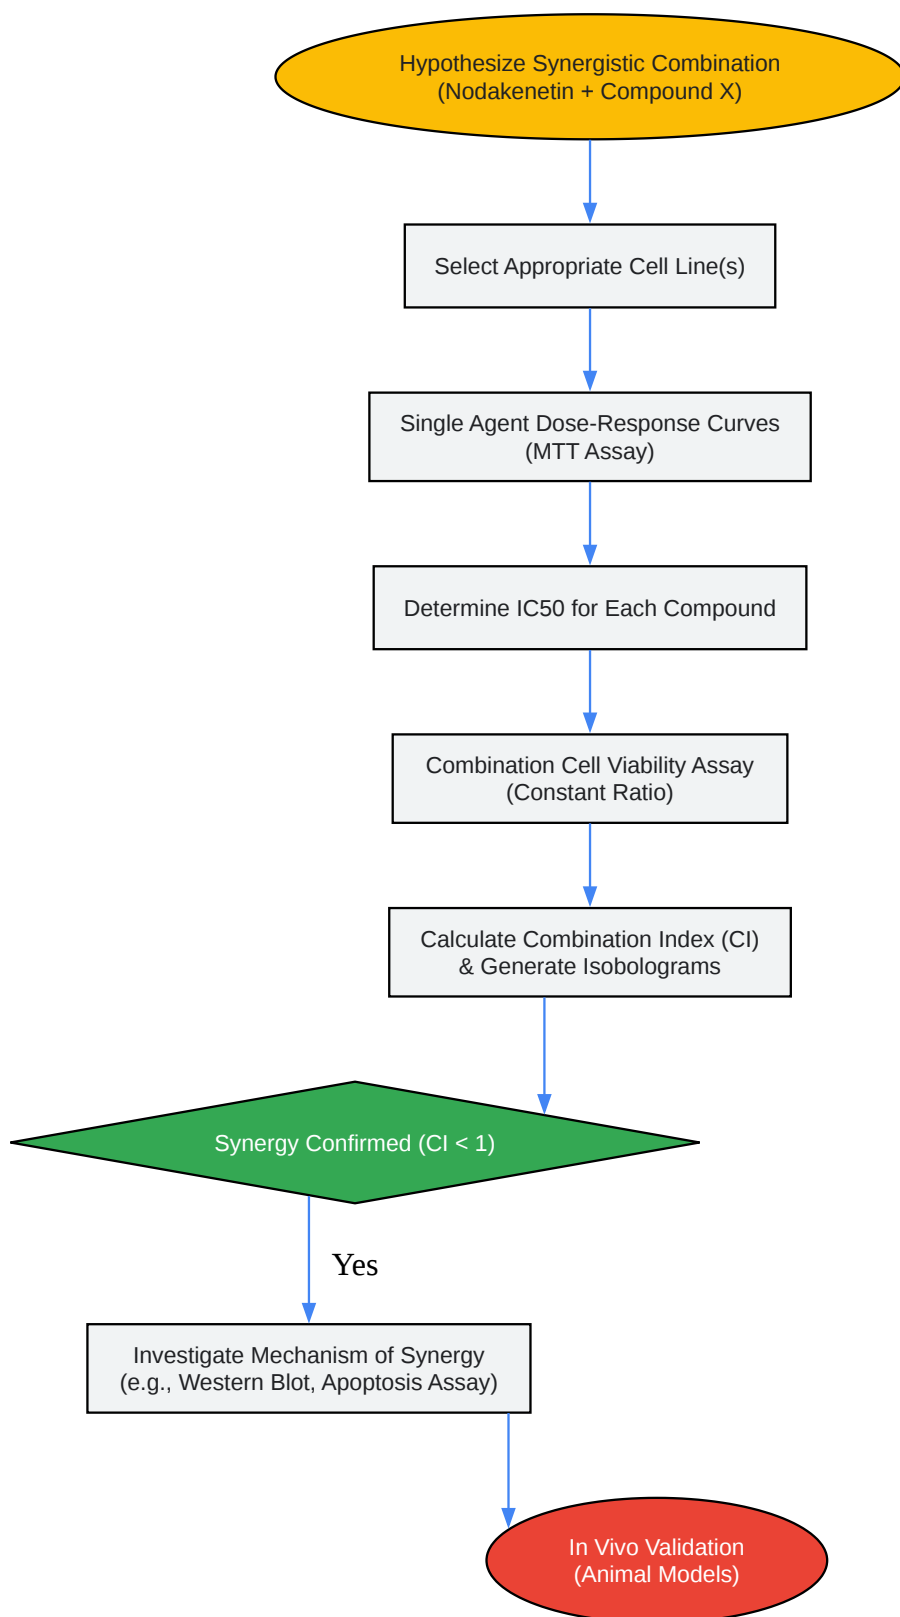 Hypothesize Synergistic Combination
(Nodakenetin + Compound X)
Select Appropriate Cell Line(s)
Single Agent Dose-Response Curves
(MTT Assay)
Determine IC50 for Each Compound
Combination Cell Viability Assay
(Constant Ratio)
Calculate Combination Index (CI)
& Generate Isobolograms
Synergy Confirmed (CI < 1)
Yes
Investigate Mechanism of Synergy
(e.g., Western Blot, Apoptosis Assay)
In Vivo Validation
(Animal Models)